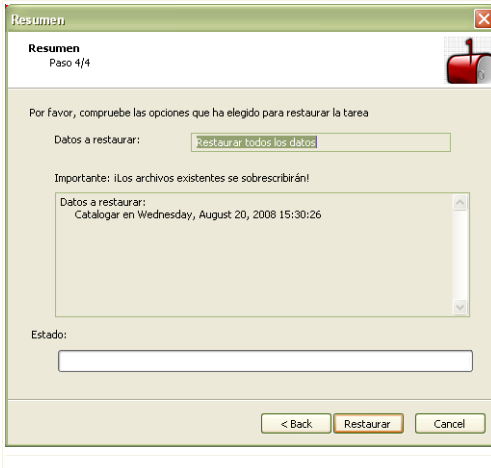 Resumen
Resumen
Paso 4/4
Por favor, compruebe las opciones que ha elegido para restaurar la tarea
Datos a restaurar:
Restaurar todos los datos
Importante: ¡Los archivos existentes se sobrescribirán!
Datos a restaurar:
Catalogar en Wednesday, August 20, 2008 15:30:26
Estado:
< Back
Restaurar
Cancel